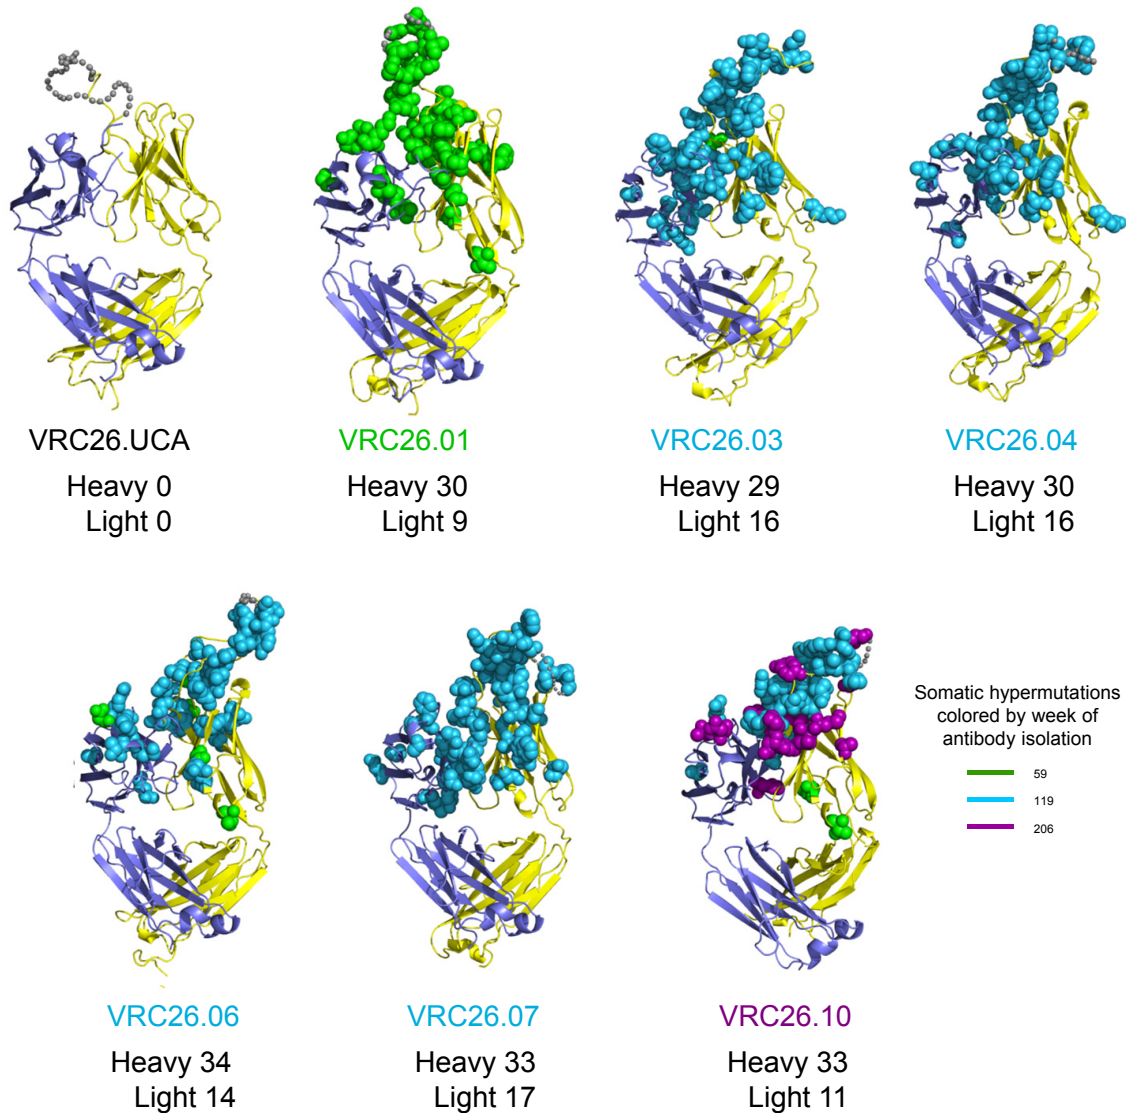 VRC26.UCA
Heavy 0
Light 0
VRC26.01
Heavy 30
Light 9
VRC26.03
Heavy 29
Light 16
VRC26.04
Heavy 30
Light 16
VRC26.06
Heavy 34
Light 14
VRC26.07
Heavy 33
Light 17
VRC26.10
Heavy 33
Light 11
Somatic hypermutations
colored by week of
antibody isolation
59
119
206